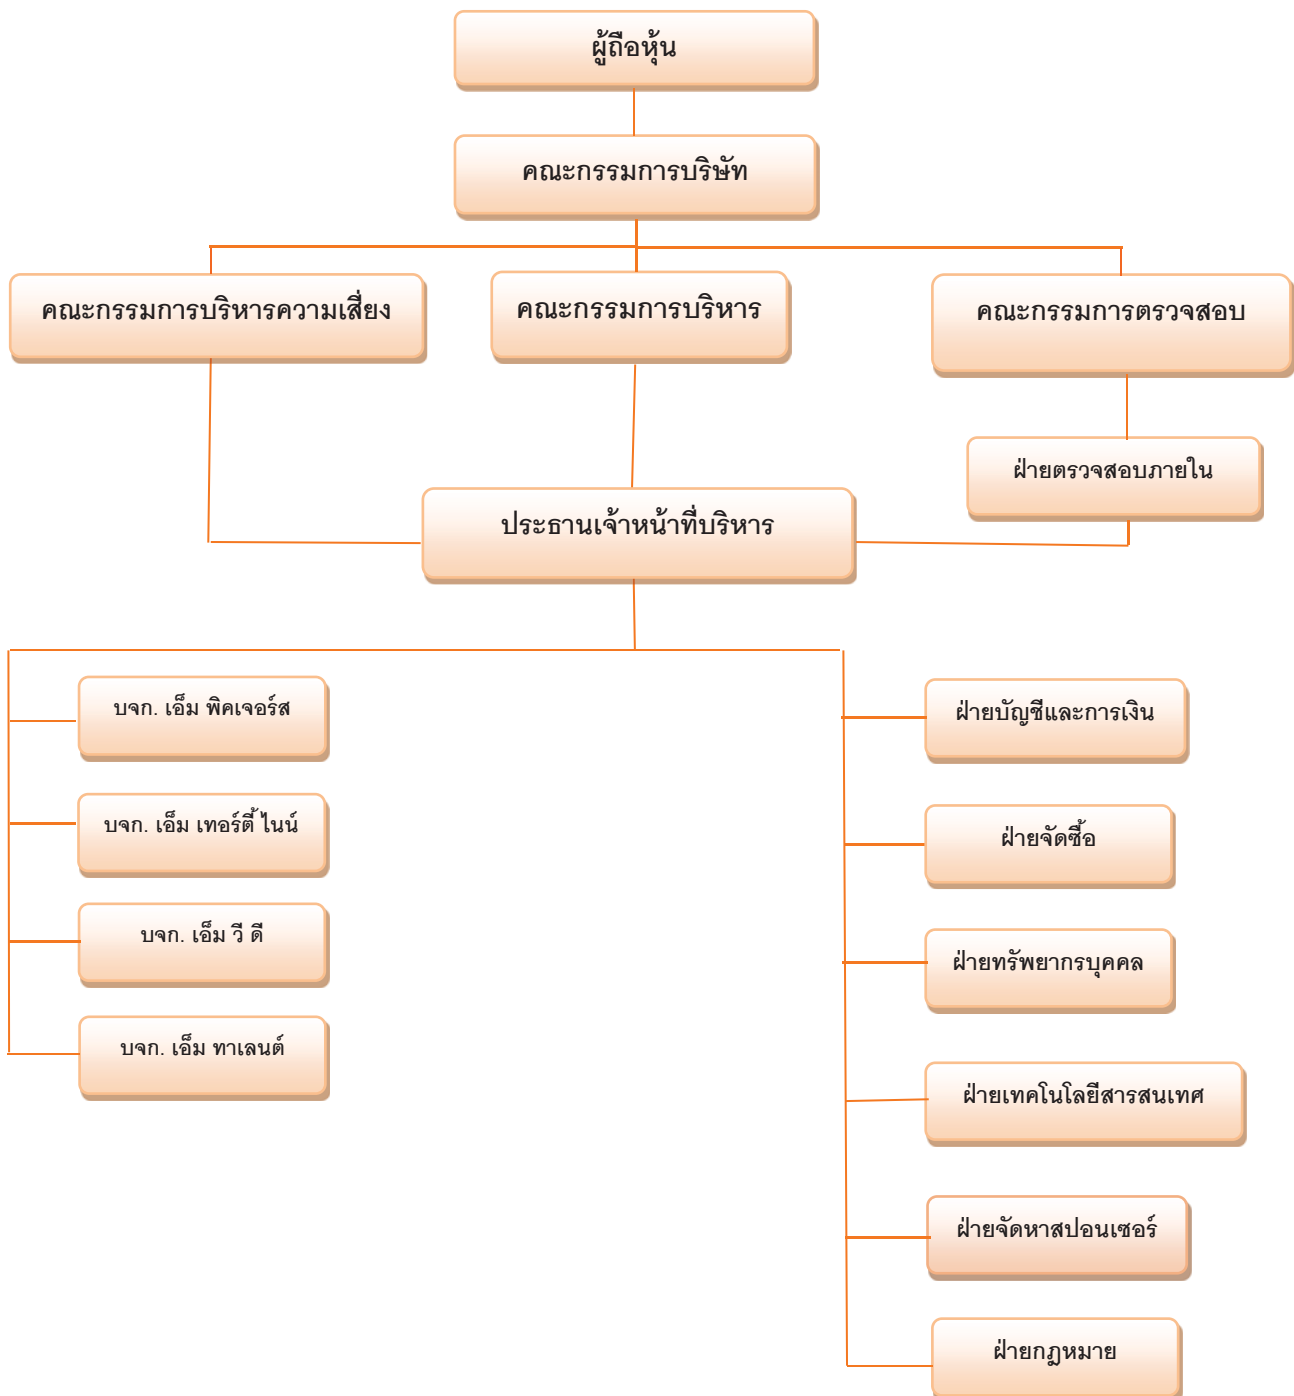 ผู้ถือหุ้น
คณะกรรมการบริษัท
คณะกรรมการบริหารความเสี่ยง
คณะกรรมการบริหาร
คณะกรรมการตรวจสอบ
ฝ่ายตรวจสอบภายใน
ประธานเจ้าหน้าที่บริหาร
บจก. เอ็ม พิคเจอร์ส
บจก. เอ็ม เทอร์ตี้ ไนน์
บจก. เอ็ม วี ดี
บจก. เอ็ม ทาเลนต์
ฝ่ายบัญชีและการเงิน
ฝ่ายจัดซื้อ
ฝ่ายทรัพยากรบุคคล
ฝ่ายเทคโนโลยีสารสนเทศ
ฝ่ายจัดหาสปอนเซอร์
ฝ่ายกฎหมาย